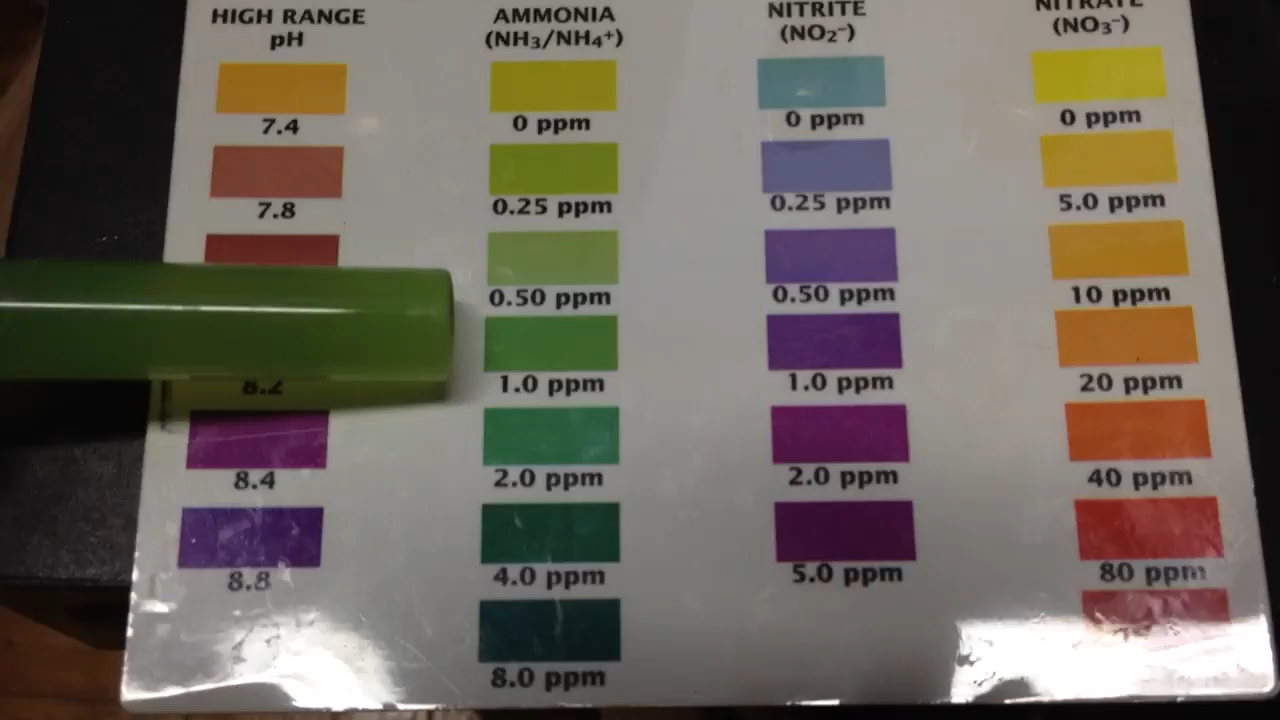 HIGH RANGE
pH
7.4
7.8
8.2
8.4
8.8
AMMONIA
(NH₃/NH₄⁺)
0 ppm
0.25 ppm
0.50 ppm
1.0 ppm
2.0 ppm
4.0 ppm
8.0 ppm
NITRITE
(NO₂⁻)
0 ppm
0.25 ppm
0.50 ppm
1.0 ppm
2.0 ppm
5.0 ppm
NITRATE
(NO₃⁻)
0 ppm
5.0 ppm
10 ppm
20 ppm
40 ppm
80 ppm